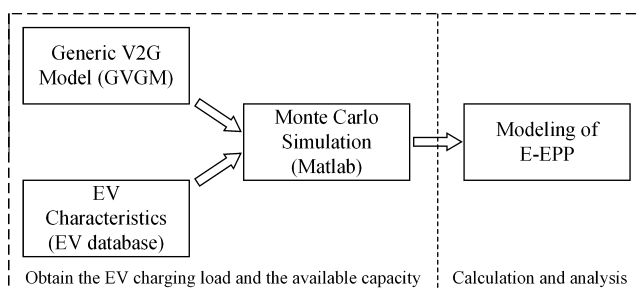 Generic V2G
Model (GVGM)
EV
Characteristics
(EV database)
Monte Carlo
Simulation
(Matlab)
Modeling of
E-EPP
Obtain the EV charging load and the available capacity
Calculation and analysis